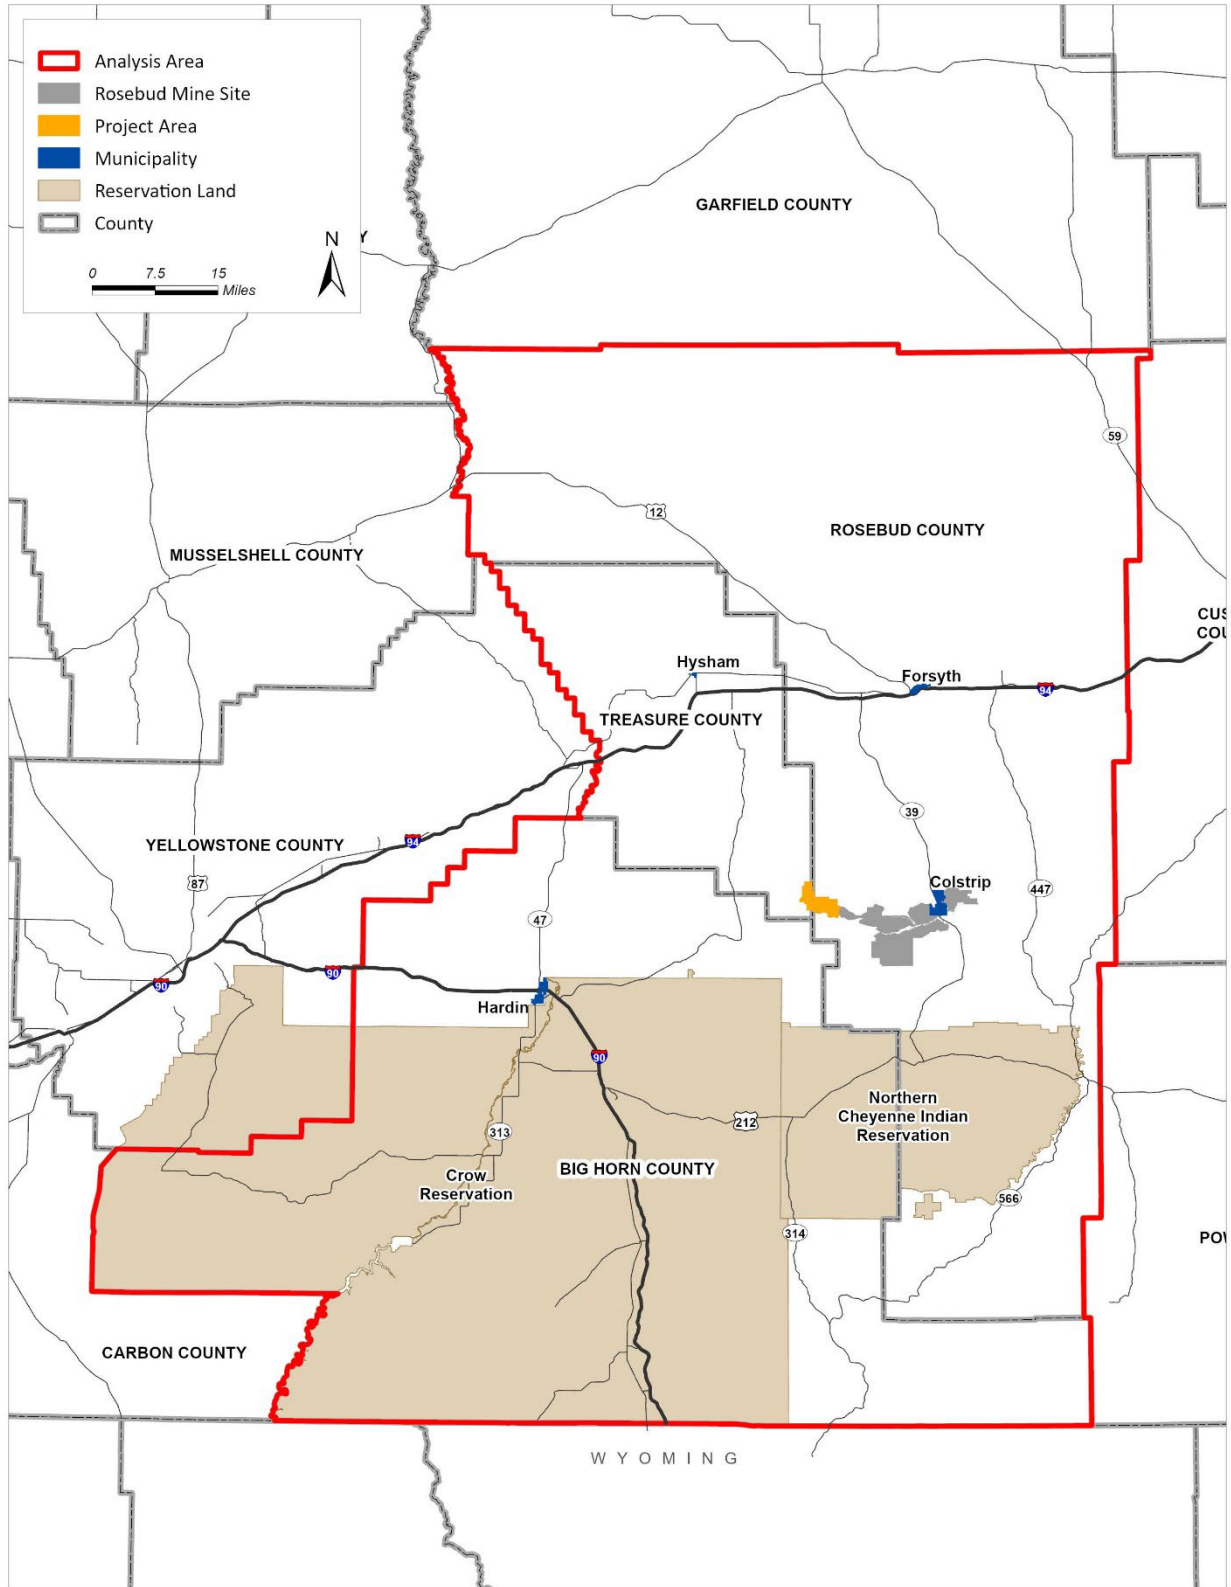 Analysis Area
Rosebud Mine Site
Project Area
Municipality
Reservation Land
County
N
0 7.5 15
Miles
Y
GARFIELD COUNTY
59
12
ROSEBUD COUNTY
MUSSELSHELL COUNTY
CUS
COU
Hysham
Forsyth
94
TREASURE COUNTY
39
YELLOWSTONE COUNTY
94
87
Colstrip
447
47
90
90
Hardin
90
Northern
Cheyenne Indian
Reservation
212
313
BIG HORN COUNTY
Crow
Reservation
566
314
POW
CARBON COUNTY
WYOMING